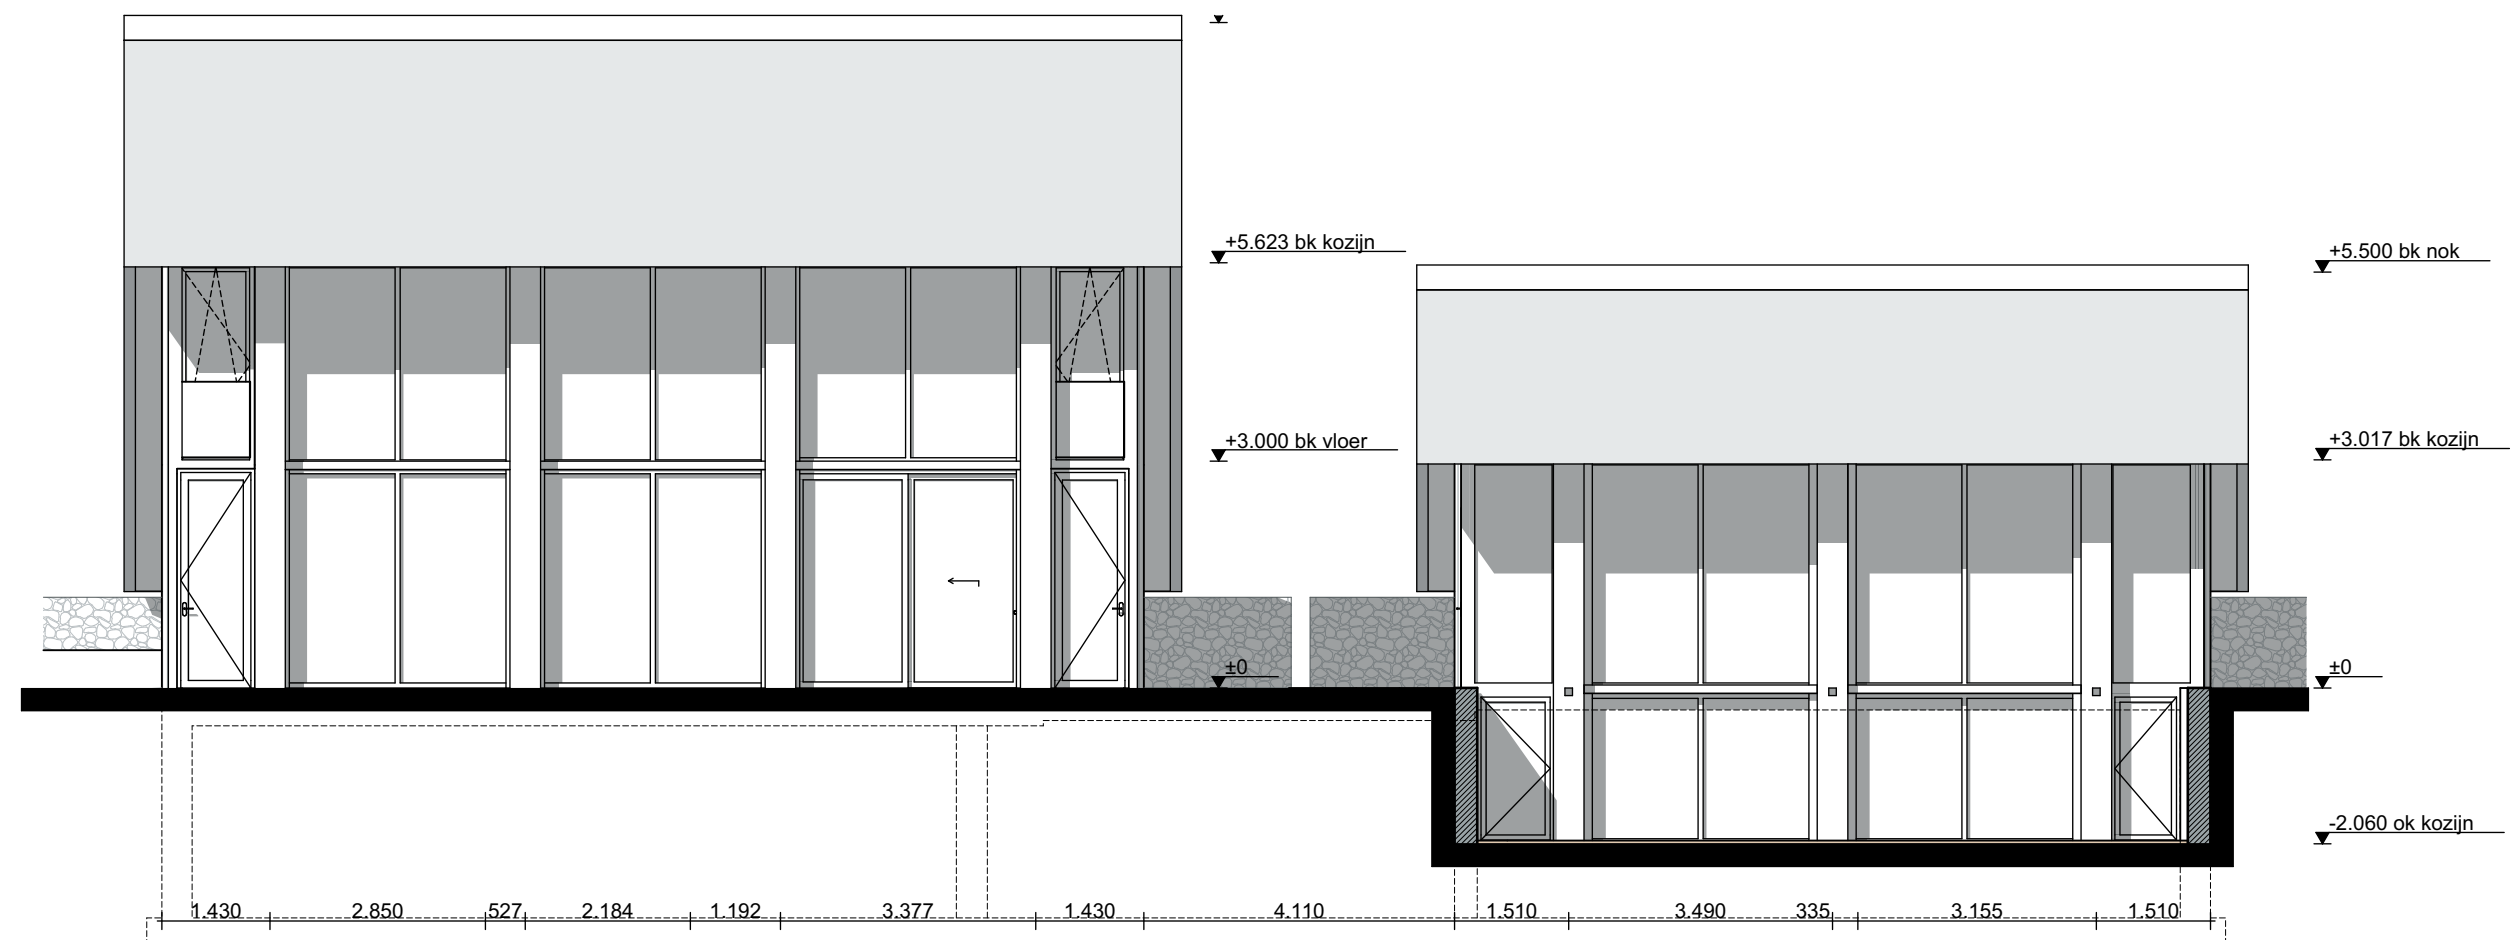 +5.623 bk kozijn
+5.500 bk nok
+3.000 bk vloer
+3.017 bk kozijn
±0
±0
-2.060 ok kozijn
1.430 2.850 527 2.184 1.192 3.377 1.430 4.110 1.510 3.490 335 3.155 1.510